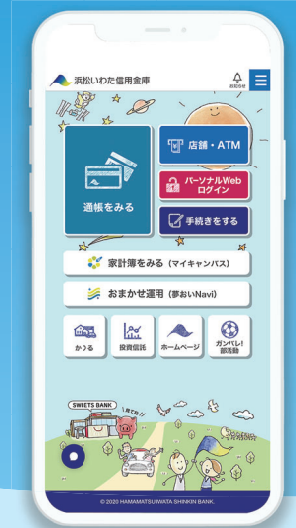 浜松いわた信用金庫
お知らせ
通帳をみる
店舗・ATM
パーソナルWeb
ログイン
手続きをする
家計簿をみる（マイキャンバス）
おまかせ運用（夢おいNavi）
かりる
投資信託
ホームページ
ガンバレ！
部活動
SWIETS BANK
© 2020 HAMAMATSUIWATA SHINKIN BANK.